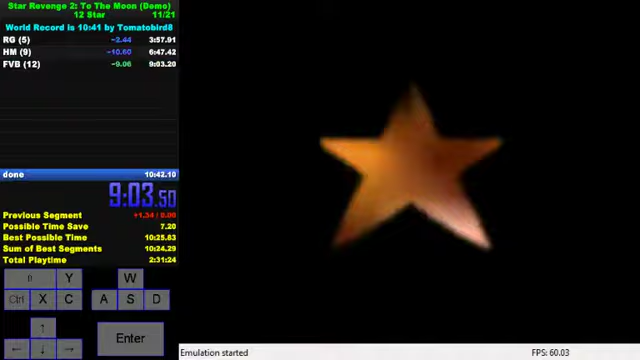 Star Revenge 2: To The Moon (Demo)
12 Star 11/21
World Record is 10:41 by Tomatobird8
RG (5) -2.44 3:57.91
HM (9) -10.60 6:47.42
FVB (12) -9.06 9:03.20
done 10:42.10
9:03.50
Previous Segment +1.34 / 0.00
Possible Time Save 7.20
Best Possible Time 10:25.83
Sum of Best Segments 10:24.29
Total Playtime 2:31:24
Y W
Ctrl X C A S D
↑
← ↓ → Enter
Emulation started FPS: 60.03